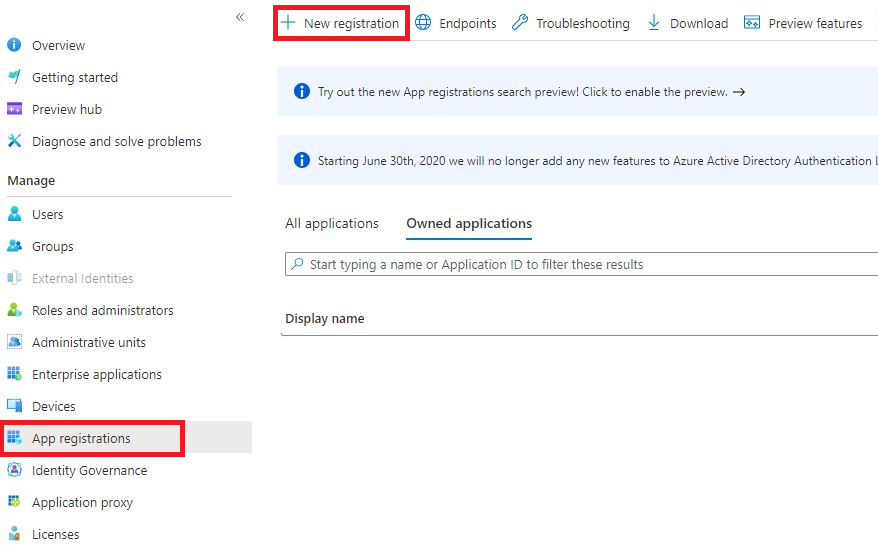 «
Overview
Getting started
Preview hub
Diagnose and solve problems
Manage
Users
Groups
External Identities
Roles and administrators
Administrative units
Enterprise applications
Devices
App registrations
Identity Governance
Application proxy
Licenses
New registration Endpoints Troubleshooting Download Preview features
Try out the new App registrations search preview! Click to enable the preview. →
Starting June 30th, 2020 we will no longer add any new features to Azure Active Directory Authentication L
All applications Owned applications
Start typing a name or Application ID to filter these results
Display name